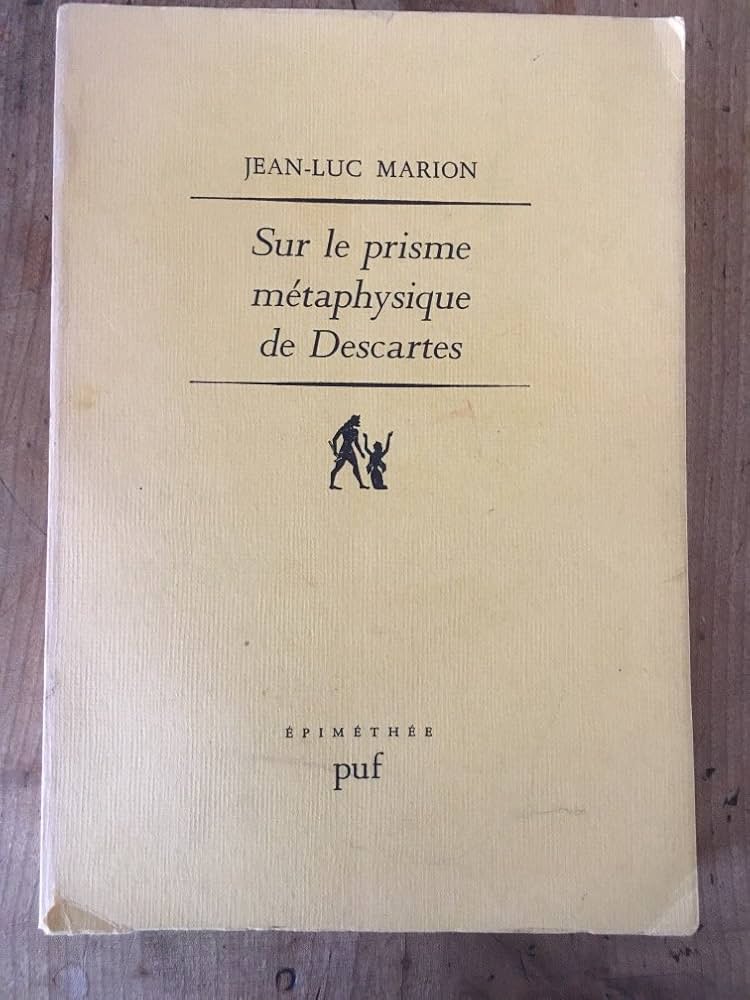 JEAN-LUC MARION
Sur le prisme
métaphysique
de Descartes
ÉPIMÉTHÉE
puf